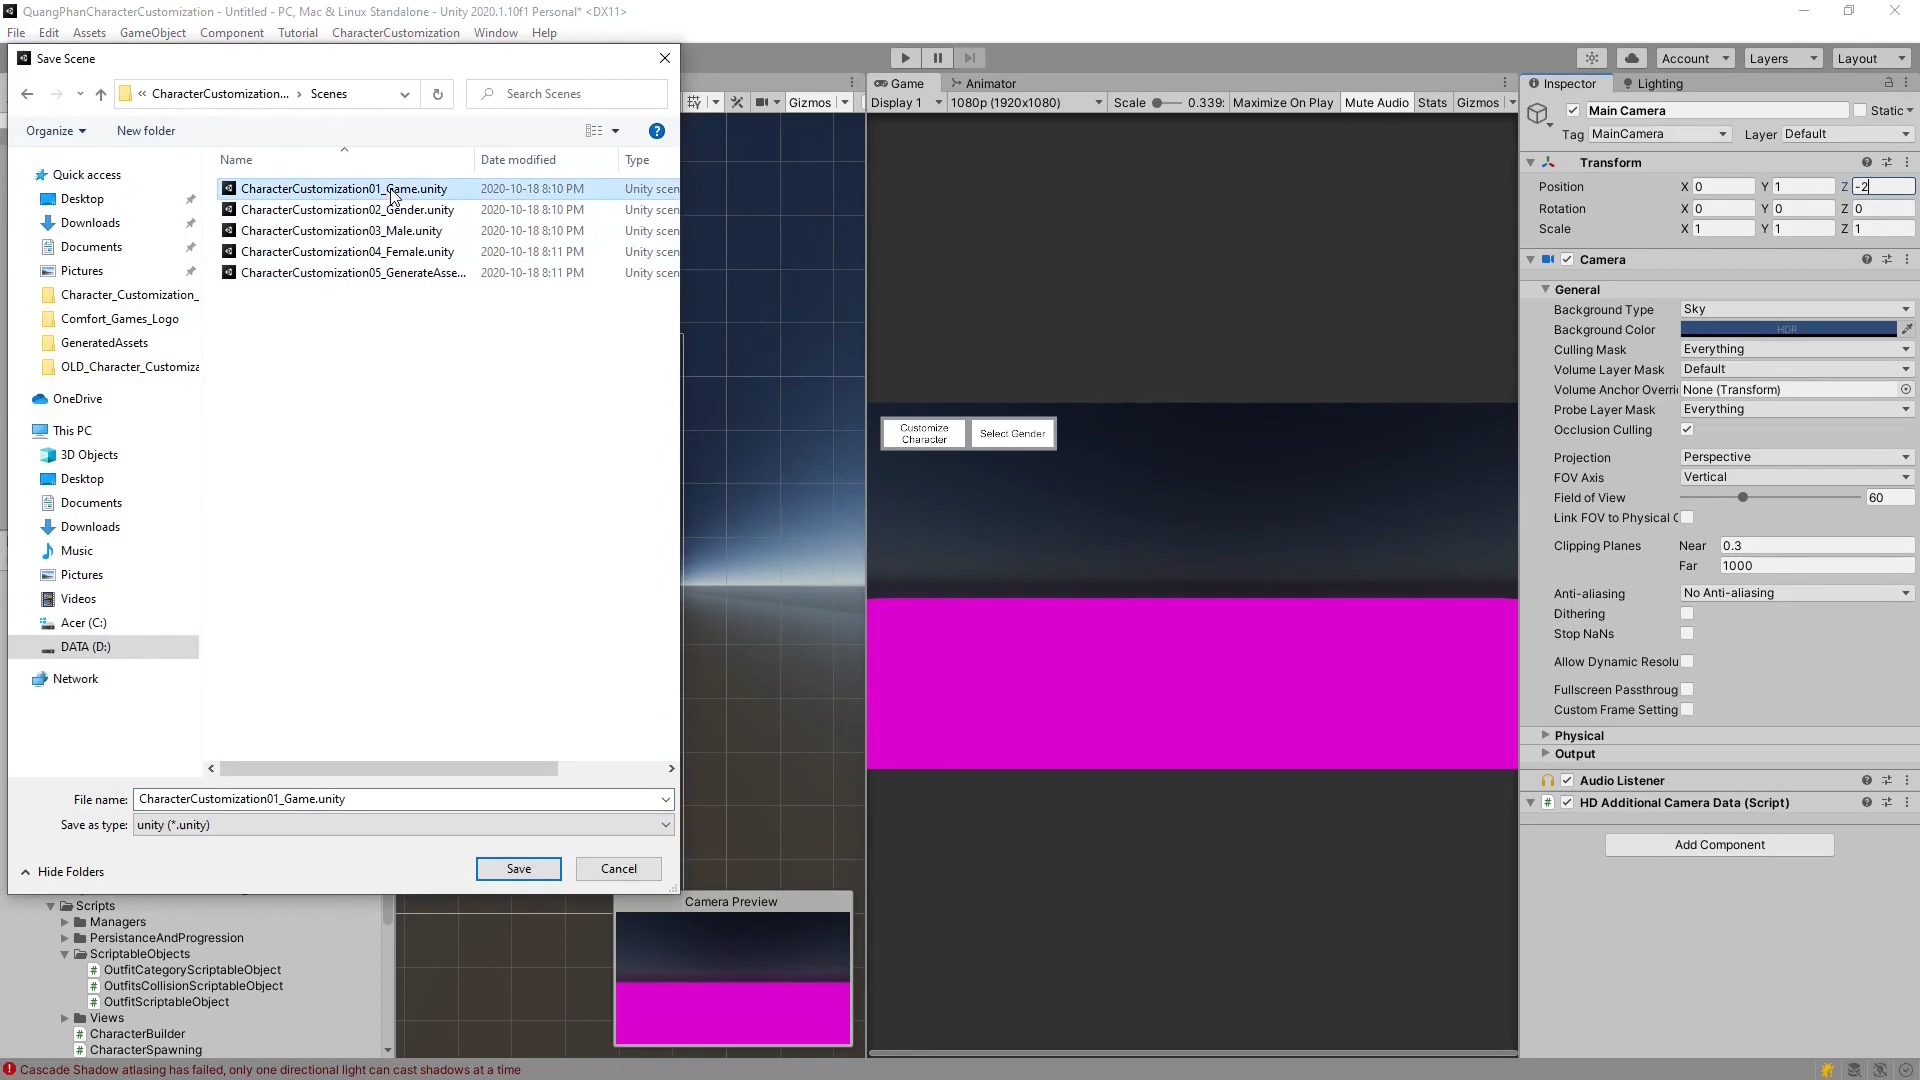 QuangPhanCharacterCustomization - Untitled - PC, Mac & Linux Standalone - Unity 2020.1.10f1 Personal* <DX11>
File Edit Assets GameObject Component Tutorial CharacterCustomization Window Help
Save Scene
« CharacterCustomization... › Scenes
Search Scenes
Organize
New folder
Name
Date modified
Type
CharacterCustomization01_Game.unity 2020-10-18 8:10 PM Unity scen
CharacterCustomization02_Gender.unity 2020-10-18 8:10 PM Unity scen
CharacterCustomization03_Male.unity 2020-10-18 8:10 PM Unity scen
CharacterCustomization04_Female.unity 2020-10-18 8:11 PM Unity scen
CharacterCustomization05_GenerateAsse... 2020-10-18 8:11 PM Unity scen
Quick access
Desktop
Downloads
Documents
Pictures
Character_Customization_
Comfort_Games_Logo
GeneratedAssets
OLD_Character_Customiza
OneDrive
This PC
3D Objects
Desktop
Documents
Downloads
Music
Pictures
Videos
Acer (C:)
DATA (D:)
Network
File name: CharacterCustomization01_Game.unity
Save as type: unity (*.unity)
Hide Folders
Save
Cancel
Scripts
Managers
PersistanceAndProgression
ScriptableObjects
OutfitCategoryScriptableObject
OutfitsCollisionScriptableObject
OutfitScriptableObject
Views
CharacterBuilder
CharacterSpawning
Gizmos
Camera Preview
Game
Animator
Display 1 1080p (1920x1080) Scale 0.339: Maximize On Play Mute Audio Stats Gizmos
Customize
Character
Select Gender
Account Layers Layout
Inspector Lighting
Main Camera Static
Tag MainCamera Layer Default
Transform
Position X 0 Y 1 Z -2
Rotation X 0 Y 0 Z 0
Scale X 1 Y 1 Z 1
Camera
General
Background Type Sky
Background Color HDR
Culling Mask Everything
Volume Layer Mask Default
Volume Anchor Overri None (Transform)
Probe Layer Mask Everything
Occlusion Culling
Projection Perspective
FOV Axis Vertical
Field of View 60
Link FOV to Physical C
Clipping Planes Near 0.3
Far 1000
Anti-aliasing No Anti-aliasing
Dithering
Stop NaNs
Allow Dynamic Resolu
Fullscreen Passthroug
Custom Frame Setting
Physical
Output
Audio Listener
HD Additional Camera Data (Script)
Add Component
Cascade Shadow atlasing has failed, only one directional light can cast shadows at a time